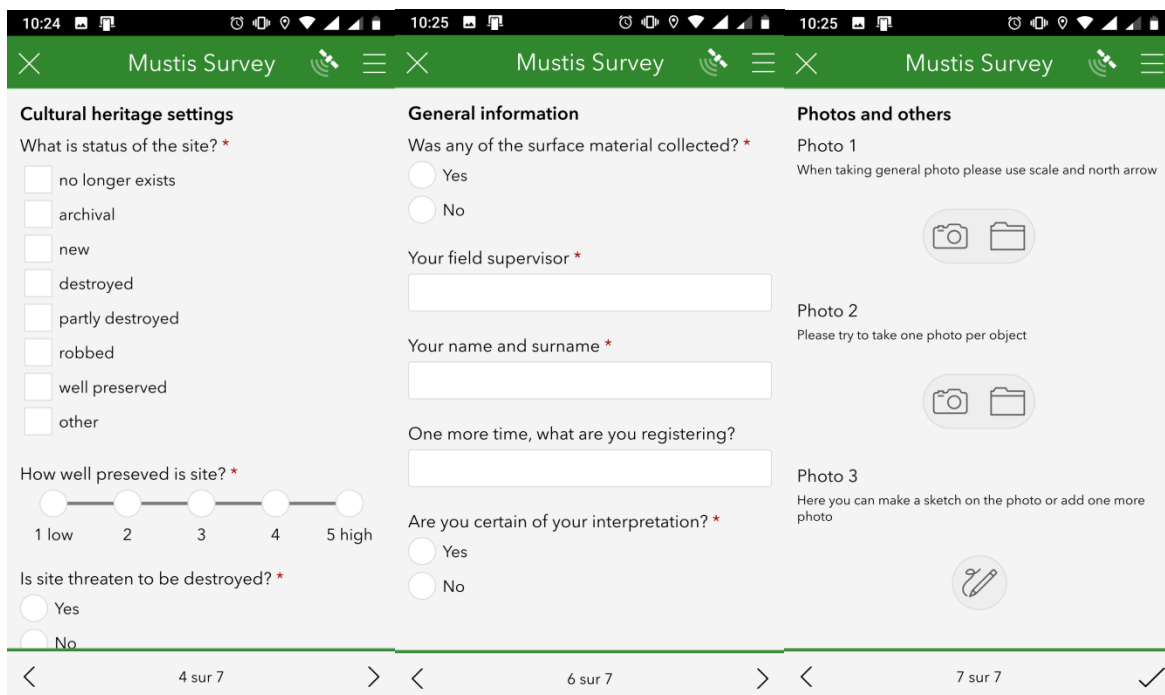 10:24
Mustis Survey
Cultural heritage settings
What is status of the site? *
no longer exists
archival
new
destroyed
partly destroyed
robbed
well preserved
other
How well preseved is site? *
1 low 2 3 4 5 high
Is site threaten to be destroyed? *
Yes
No
4 sur 7
10:25
Mustis Survey
General information
Was any of the surface material collected? *
Yes
No
Your field supervisor *
Your name and surname *
One more time, what are you registering?
Are you certain of your interpretation? *
Yes
No
6 sur 7
10:25
Mustis Survey
Photos and others
Photo 1
When taking general photo please use scale and north arrow
Photo 2
Please try to take one photo per object
Photo 3
Here you can make a sketch on the photo or add one more
photo
7 sur 7